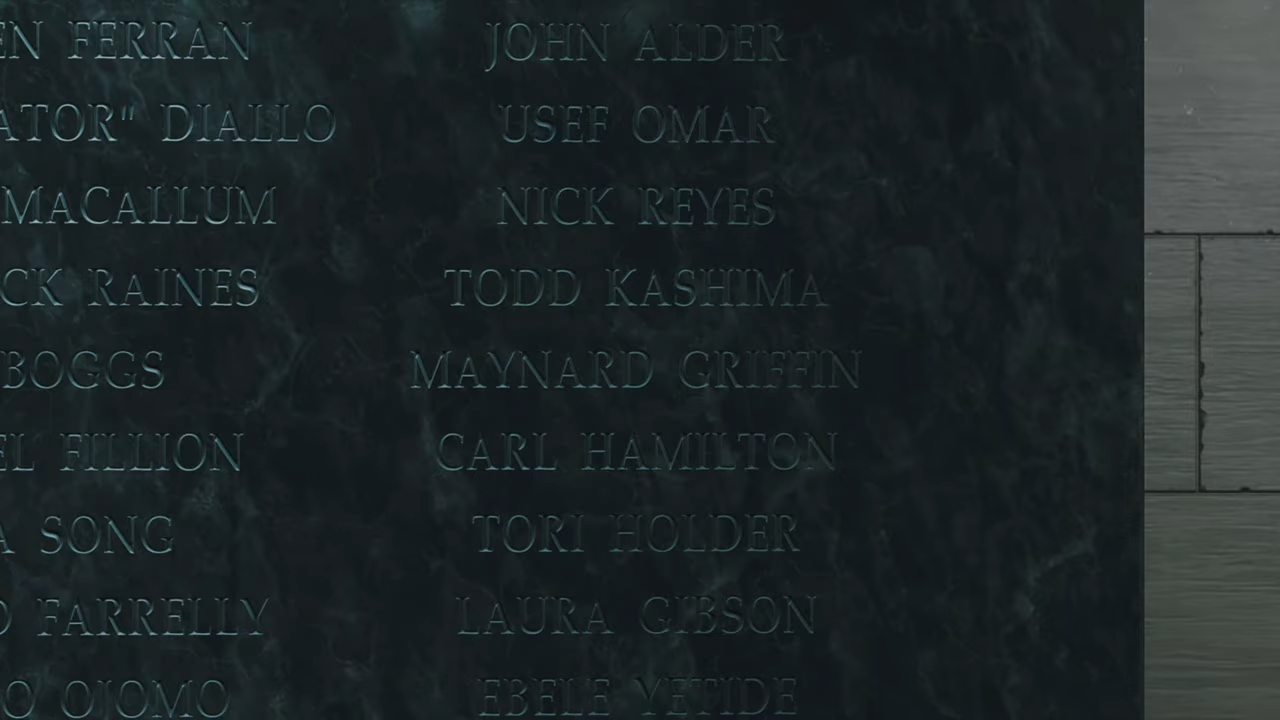 EN FERRAN
ATOR" DIALLO
MACALLUM
CK RAINES
BOGGS
EL FILLION
A SONG
O FARRELLY
O OJOMO
JOHN ALDER
USEF OMAR
NICK REYES
TODD KASHIMA
MAYNARD GRIFFIN
CARL HAMILTON
TORI HOLDER
LAURA GIBSON
EBELE YETIDE